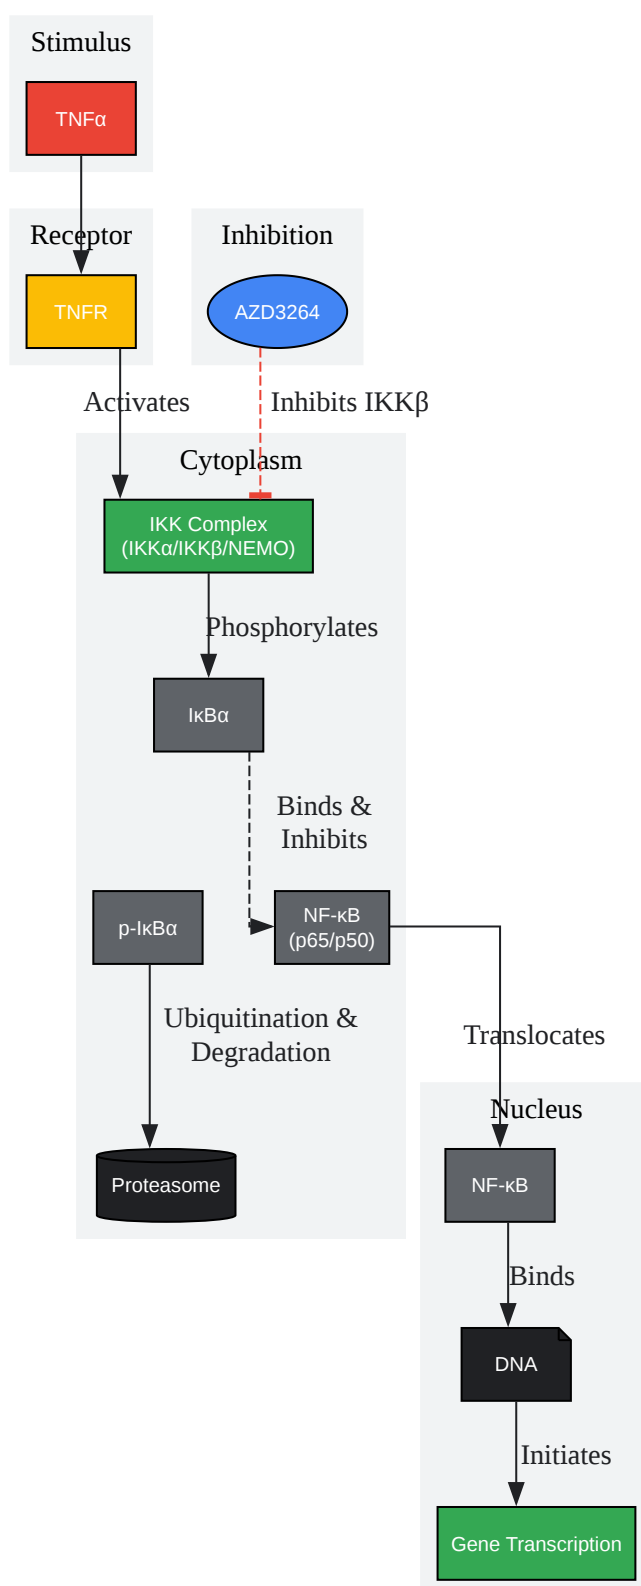 Stimulus
TNFα
Receptor
Inhibition
TNFR
AZD3264
Activates
Inhibits IKKβ
Cytoplasm
IKK Complex
(IKKα/IKKβ/NEMO)
Phosphorylates
IκBα
Binds &
Inhibits
p-IκBα
NF-κB
(p65/p50)
Ubiquitination &
Degradation
Translocates
Nucleus
Proteasome
NF-κB
Binds
DNA
Initiates
Gene Transcription